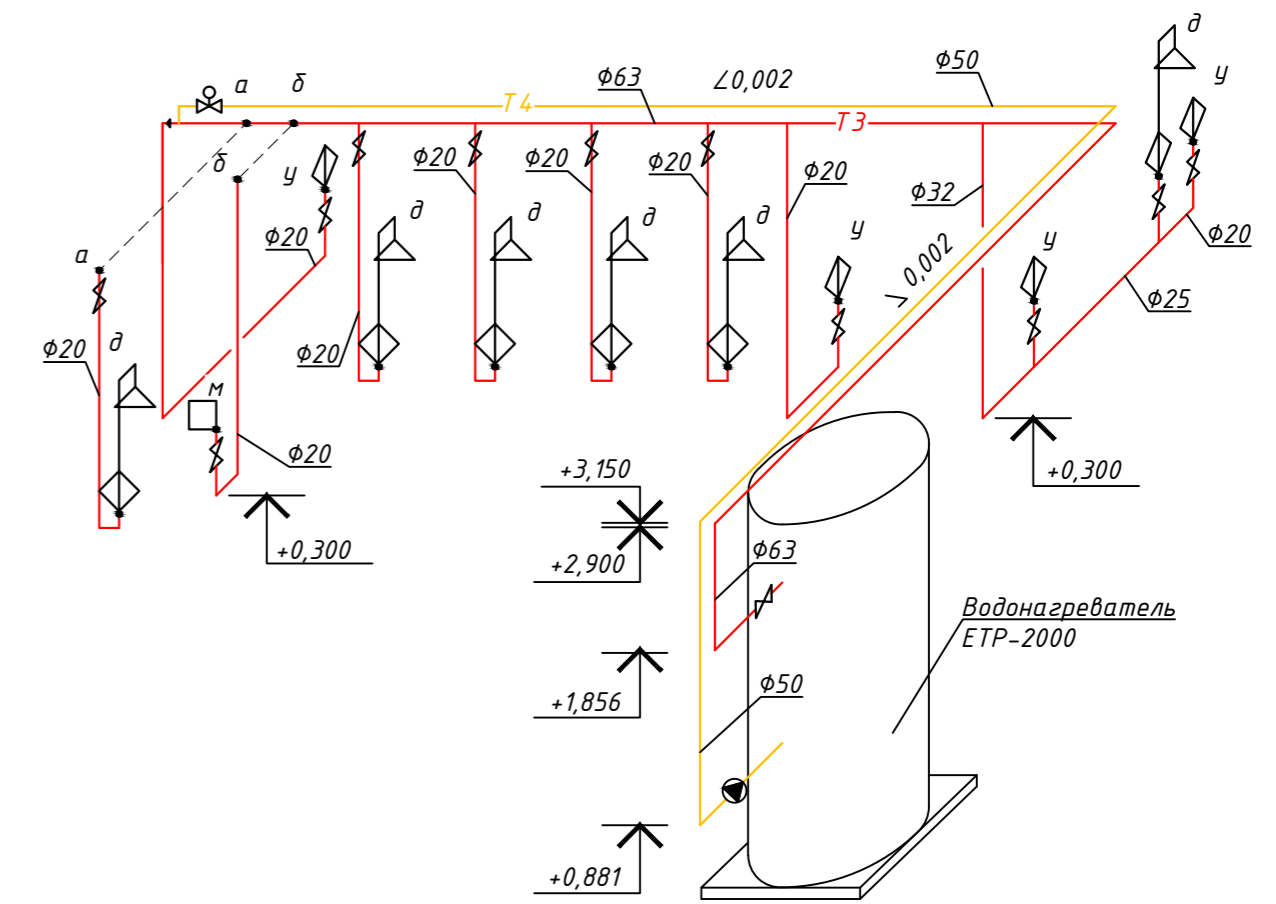 д
у
Ф50
∠0,002
Ф63
а
б
Т4
Т3
б
у
Ф20
Ф20
Ф20
Ф20
Ф32
д
д
д
д
у
Ф20
Ф20
у
∠0,002
а
Ф25
Ф20
д
Ф20
м
Ф20
+3,150
+0,300
+0,300
+2,900
Ф63
Водонагреватель
ЕТР-2000
+1,856
Ф50
+0,881